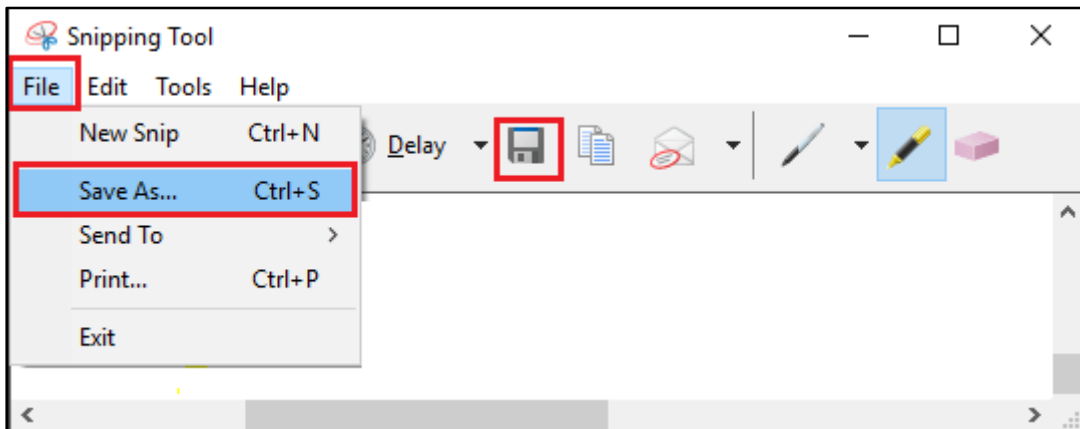 Snipping Tool
File Edit Tools Help
New Snip Ctrl+N
Delay
Save As... Ctrl+S
Send To
Print... Ctrl+P
Exit